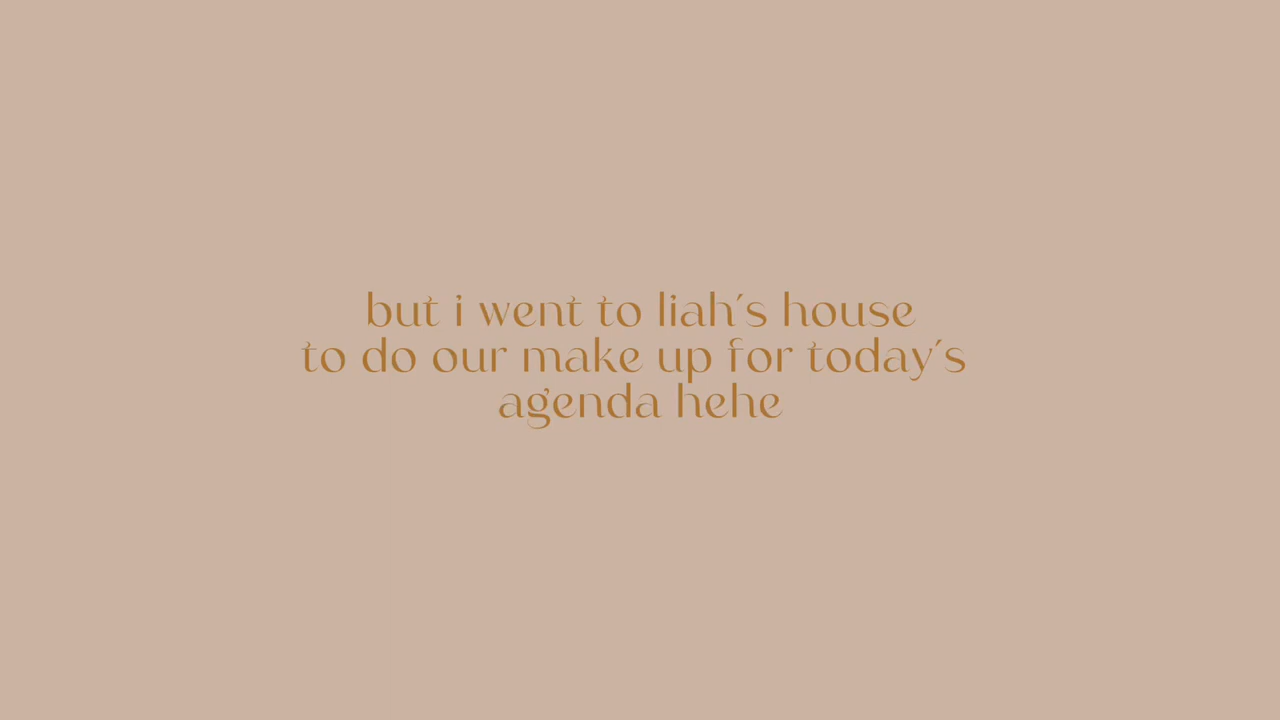 but i went to liah's house
to do our make up for today's
agenda hehe